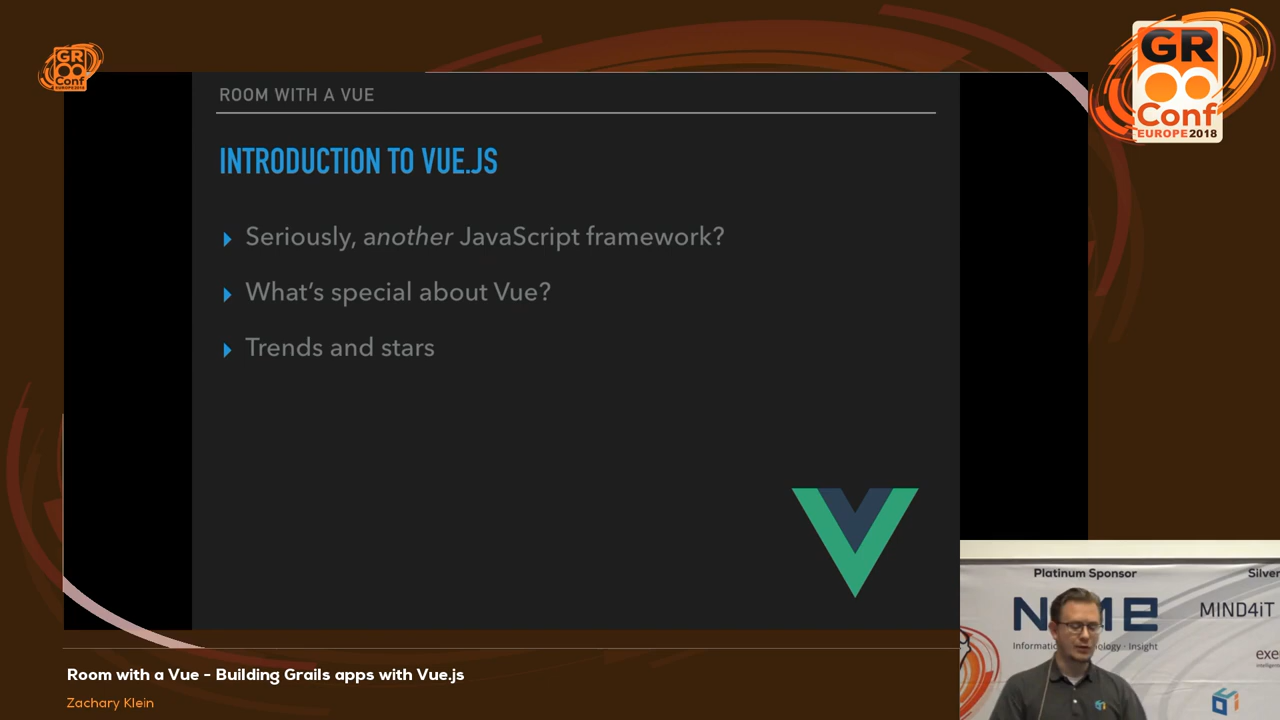 GR
Conf
EUROPE2018
GR
Conf
EUROPE2018
ROOM WITH A VUE
INTRODUCTION TO VUE.JS
Seriously, another JavaScript framework?
What's special about Vue?
Trends and stars
Platinum Sponsor
Silver
MIND4iT
Room with a Vue - Building Grails apps with Vue.js
Zachary Klein